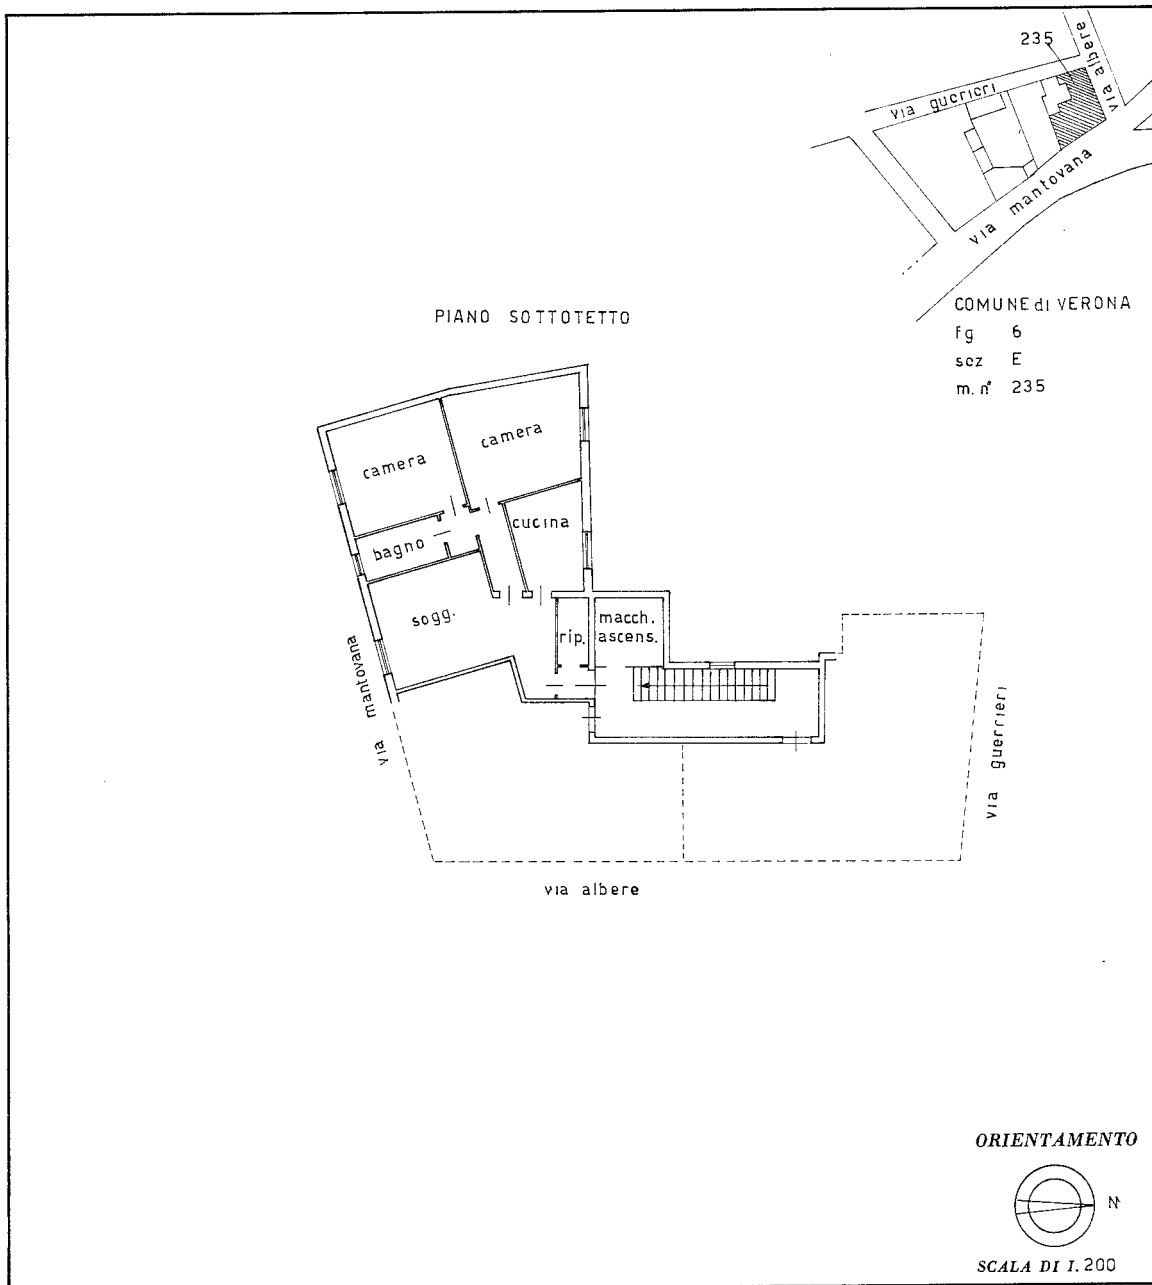 235
via albere
via guerieri
via mantovana
COMUNE di VERONA
fg 6
sez E
m. n° 235
PIANO SOTTOTETTO
camera
camera
cucina
bagno
sogg.
rip.
macch.
ascens.
via mantovana
via guerrieri
via albere
ORIENTAMENTO
N
SCALA DI 1.200